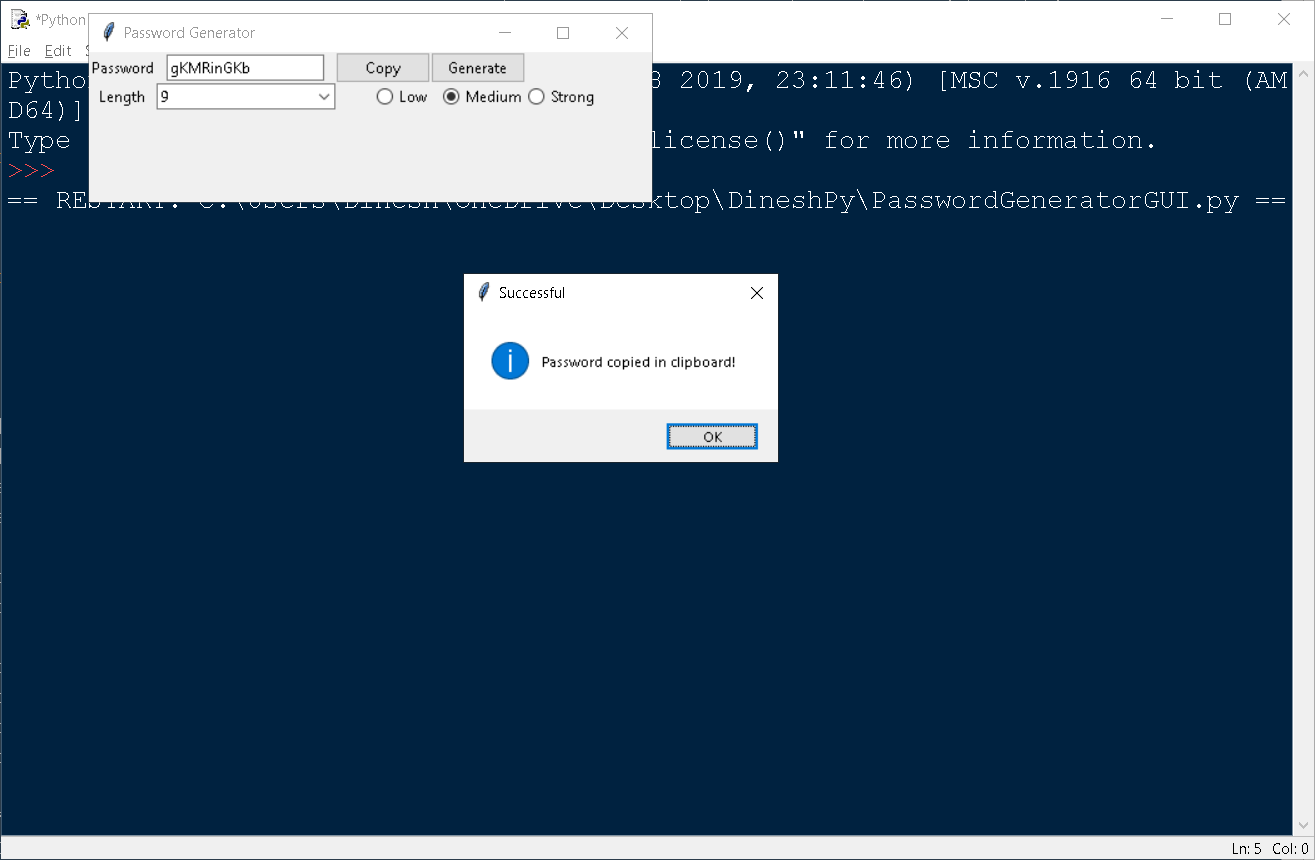 *Python
File Edit
Password Generator
Password gKMRinGKb Copy Generate
Length 9 Low Medium Strong
Python 8 2019, 23:11:46) [MSC v.1916 64 bit (AM
D64)]
Type license()" for more information.
>>>
== RESTART: C:\Users\Dinesh\OneDrive\Desktop\DineshPy\PasswordGeneratorGUI.py ==
Successful
Password copied in clipboard!
OK
Ln: 5 Col: 0